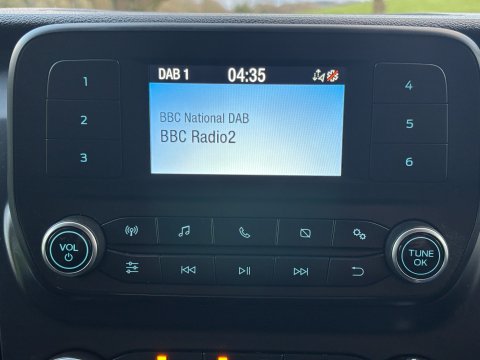 DAB 1 04:35
BBC National DAB
BBC Radio2
1
2
3
4
5
6
VOL
TUNE
OK